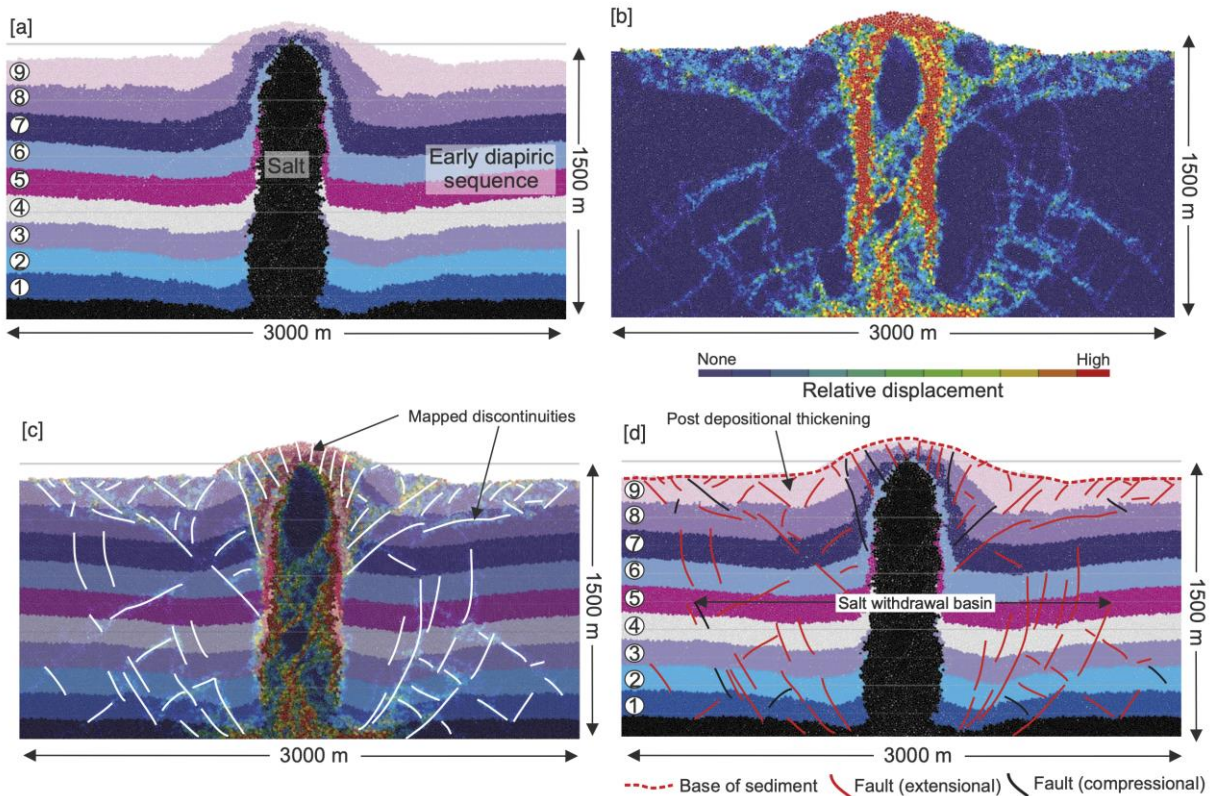 [a]
⑨
⑧
⑦
⑥
⑤
④
③
②
①
Salt
Early diapiric
sequence
1500 m
3000 m
[b]
1500 m
3000 m
None
High
Relative displacement
[c]
Mapped discontinuities
1500 m
3000 m
[d]
Post depositional thickening
⑨
⑧
⑦
⑥
⑤
④
③
②
①
Salt withdrawal basin
1500 m
3000 m
Base of sediment
Fault (extensional)
Fault (compressional)